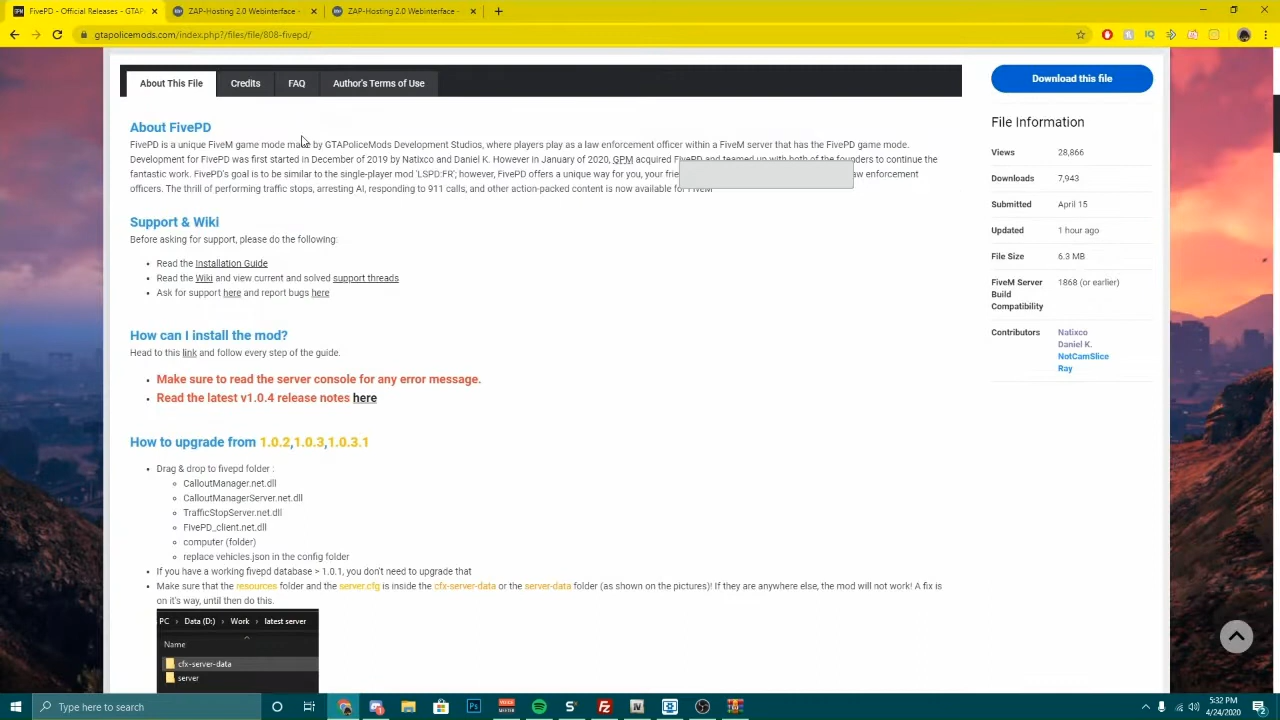 FivePD - Official Releases - GTAP
ZAP-Hosting 2.0 Webinterface -
ZAP-Hosting 2.0 Webinterface -
gtapolicemods.com/index.php?/files/file/808-fivepd/
About This File
Credits
FAQ
Author's Terms of Use
About FivePD
FivePD is a unique FiveM game mode made by GTAPoliceMods Development Studios, where players play as a law enforcement officer within a FiveM server that has the FivePD game mode.
Development for FivePD was first started in December of 2019 by Natixco and Daniel K. However in January of 2020, GPM acquired FivePD and teamed up with both of the founders to continue the
fantastic work. FivePD's goal is to be similar to the single-player mod 'LSPD:FR'; however, FivePD offers a unique way for you, your frie aw enforcement
officers. The thrill of performing traffic stops, arresting AI, responding to 911 calls, and other action-packed content is now available for FiveM!
Support & Wiki
Before asking for support, please do the following:
Read the Installation Guide
Read the Wiki and view current and solved support threads
Ask for support here and report bugs here
How can I install the mod?
Head to this link and follow every step of the guide.
Make sure to read the server console for any error message.
Read the latest v1.0.4 release notes here
How to upgrade from 1.0.2,1.0.3,1.0.3.1
Drag & drop to fivepd folder :
CalloutManager.net.dll
CalloutManagerServer.net.dll
TrafficStopServer.net.dll
FivePD_client.net.dll
computer (folder)
replace vehicles.json in the config folder
If you have a working fivepd database > 1.0.1, you don't need to upgrade that
Make sure that the resources folder and the server.cfg is inside the cfx-server-data or the server-data folder (as shown on the pictures)! If they are anywhere else, the mod will not work! A fix is
on it's way, until then do this.
PC > Data (D:) > Work > latest server
Name
cfx-server-data
server
Download this file
File Information
Views 28,866
Downloads 7,943
Submitted April 15
Updated 1 hour ago
File Size 6.3 MB
FiveM Server 1868 (or earlier)
Build
Compatibility
Contributors Natixco
Daniel K.
NotCamSlice
Ray
Type here to search
5:32 PM
4/24/2020